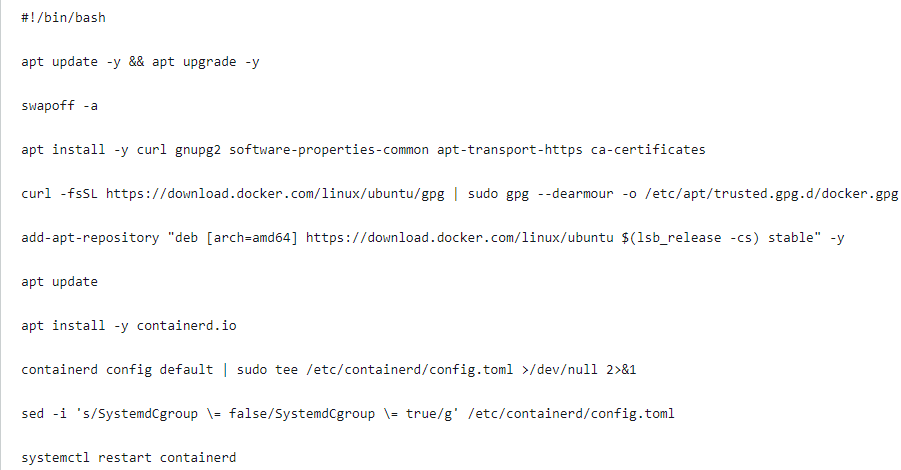 #!/bin/bash
apt update -y && apt upgrade -y
swapoff -a
apt install -y curl gnupg2 software-properties-common apt-transport-https ca-certificates
curl -fsSL https://download.docker.com/linux/ubuntu/gpg | sudo gpg --dearmour -o /etc/apt/trusted.gpg.d/docker.gpg
add-apt-repository "deb [arch=amd64] https://download.docker.com/linux/ubuntu $(lsb_release -cs) stable" -y
apt update
apt install -y containerd.io
containerd config default | sudo tee /etc/containerd/config.toml >/dev/null 2>&1
sed -i 's/SystemdCgroup \= false/SystemdCgroup \= true/g' /etc/containerd/config.toml
systemctl restart containerd